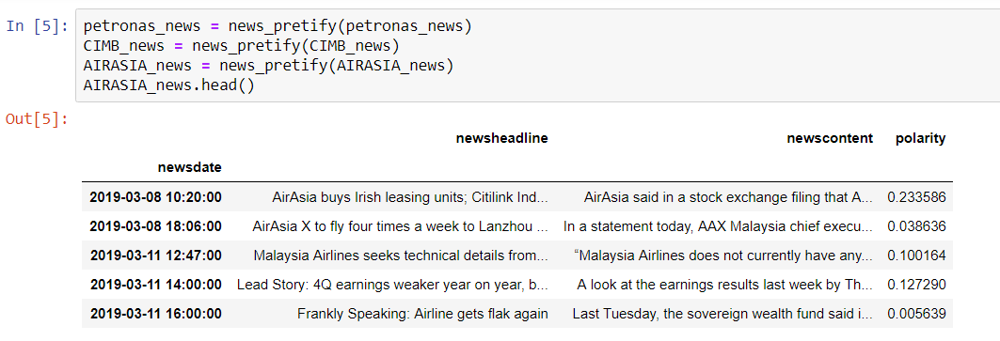 In [5]: petronas_news = news_pretify(petronas_news)
CIMB_news = news_pretify(CIMB_news)
AIRASIA_news = news_pretify(AIRASIA_news)
AIRASIA_news.head()
Out[5]:
newsheadline newscontent polarity
newsdate
2019-03-08 10:20:00 AirAsia buys Irish leasing units; Citilink Ind... AirAsia said in a stock exchange filing that A... 0.233586
2019-03-08 18:06:00 AirAsia X to fly four times a week to Lanzhou ... In a statement today, AAX Malaysia chief execu... 0.038636
2019-03-11 12:47:00 Malaysia Airlines seeks technical details from... “Malaysia Airlines does not currently have any... 0.100164
2019-03-11 14:00:00 Lead Story: 4Q earnings weaker year on year, b... A look at the earnings results last week by Th... 0.127290
2019-03-11 16:00:00 Frankly Speaking: Airline gets flak again Last Tuesday, the sovereign wealth fund said i... 0.005639